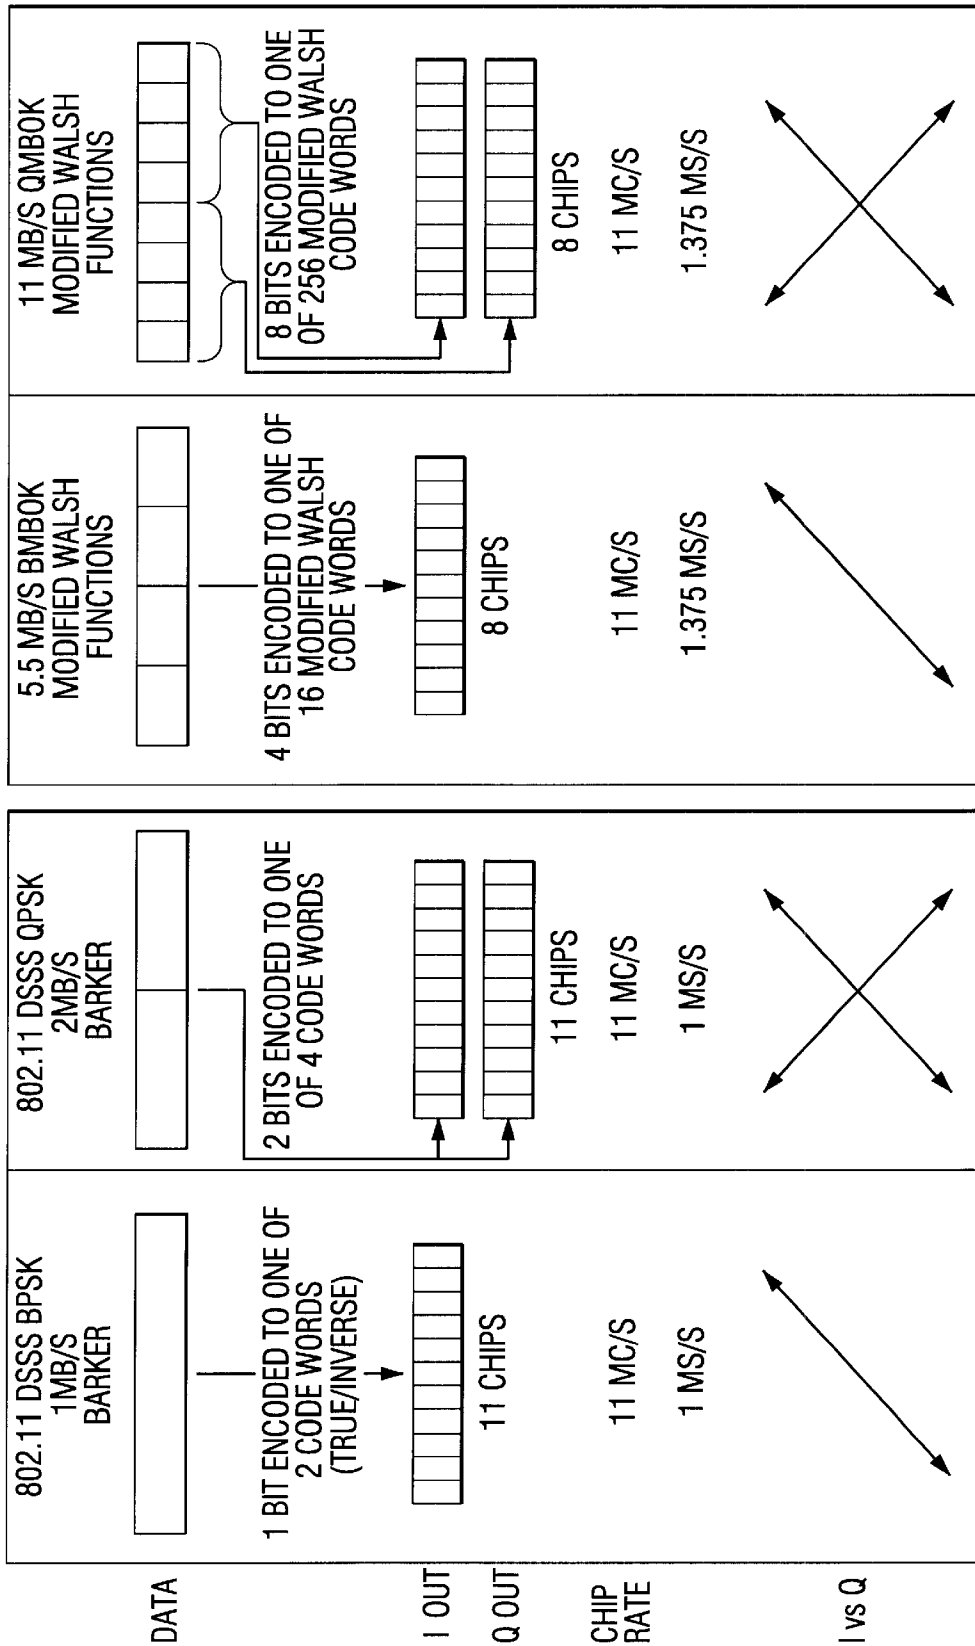 802.11 DSSS BPSK
1MB/S
BARKER
802.11 DSSS QPSK
2MB/S
BARKER
5.5 MB/S BMBOK
MODIFIED WALSH
FUNCTIONS
11 MB/S QMBOK
MODIFIED WALSH
FUNCTIONS
DATA
1 BIT ENCODED TO ONE OF
2 CODE WORDS
(TRUE/INVERSE)
2 BITS ENCODED TO ONE
OF 4 CODE WORDS
4 BITS ENCODED TO ONE OF
16 MODIFIED WALSH
CODE WORDS
8 BITS ENCODED TO ONE
OF 256 MODIFIED WALSH
CODE WORDS
I OUT
Q OUT
11 CHIPS
11 CHIPS
8 CHIPS
8 CHIPS
CHIP
RATE
11 MC/S
11 MC/S
11 MC/S
11 MC/S
1 MS/S
1 MS/S
1.375 MS/S
1.375 MS/S
I vs Q